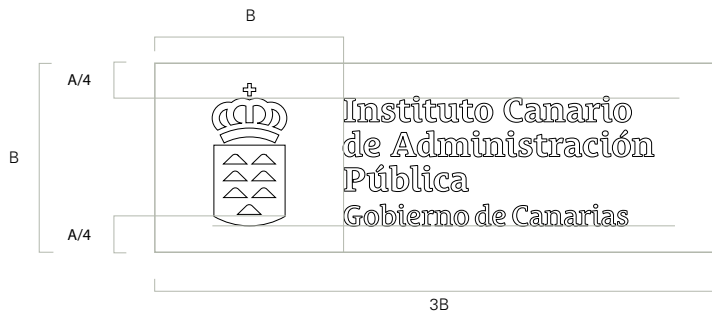 B
A/4
Instituto Canario
de Administración
B
Pública
Gobierno de Canarias
A/4
3B